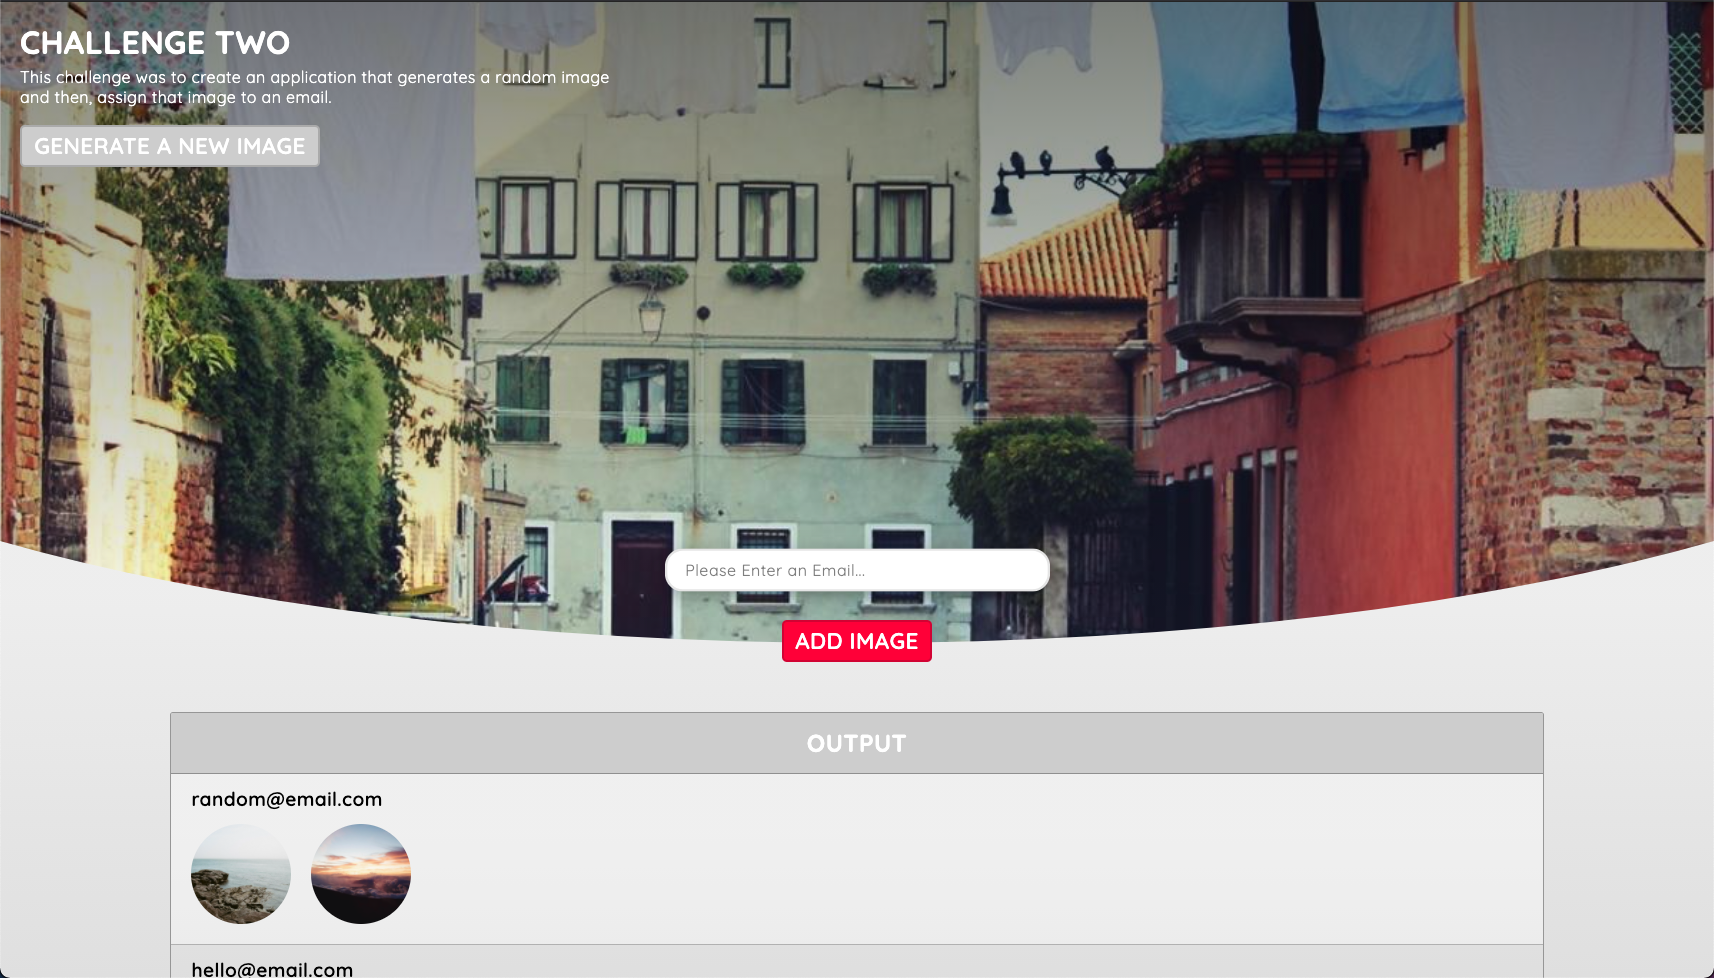 CHALLENGE TWO
This challenge was to create an application that generates a random image
and then, assign that image to an email.
GENERATE A NEW IMAGE
Please Enter an Email...
ADD IMAGE
OUTPUT
random@email.com
hello@email.com